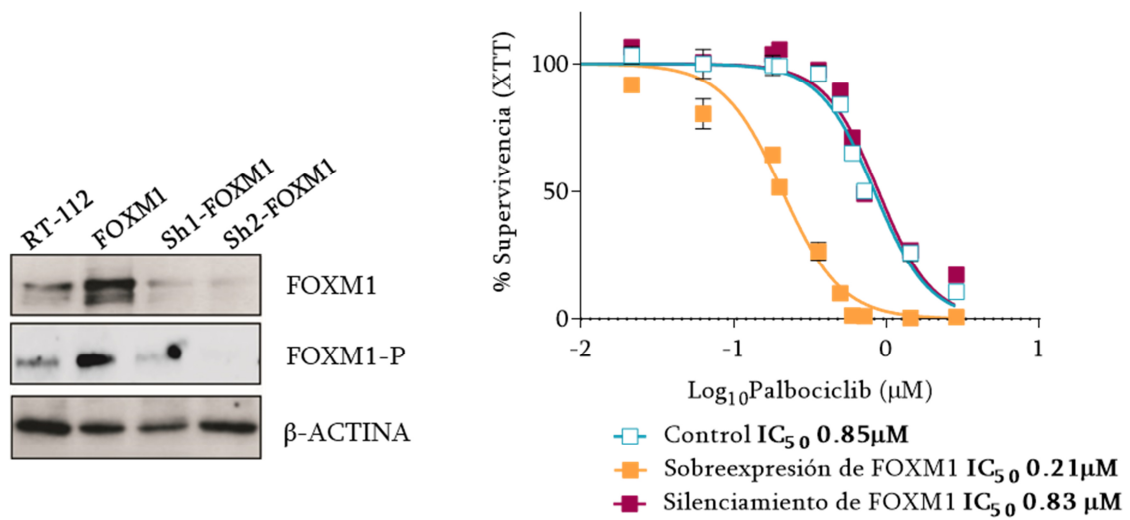 RT-112
FOXM1
Sh1-FOXM1
Sh2-FOXM1
FOXM1
FOXM1-P
β-ACTINA
% Supervivencia (XTT)
100
50
0
-2
-1
0
1
Log10Palbociclib (µM)
Control IC50 0.85µM
Sobreexpresión de FOXM1 IC50 0.21µM
Silenciamiento de FOXM1 IC50 0.83 µM